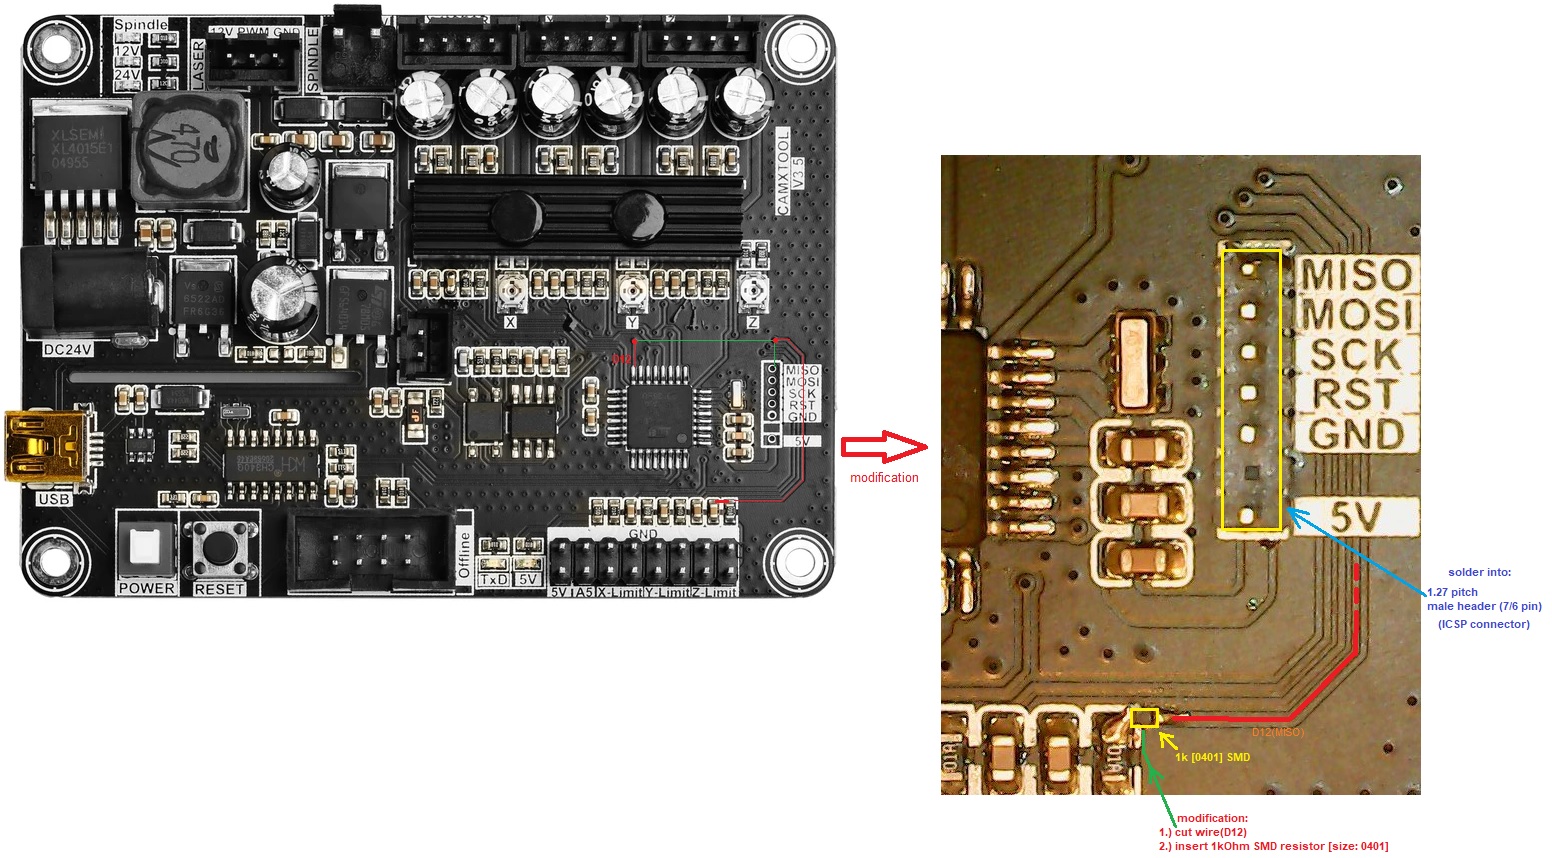 Spindle
12V
24V
LASER
12V PWM GND
SPINDLE
XLSEMI
XL4015E1
04955
470
CAMXTOOL
V3.5
DC24V
X
Y
Z
D12
MISO
MOSI
SCK
RST
GND
5V
USB
POWER
RESET
Offline
TxD
5V
GND
5V
A5
X-Limit
Y-Limit
Z-Limit
modification
MISO
MOSI
SCK
RST
GND
5V
solder into:
1.27 pitch
male header (7/6 pin)
(ICSP connector)
D12(MISO)
1k [0401] SMD
modification:
1.) cut wire(D12)
2.) insert 1kOhm SMD resistor [size: 0401]